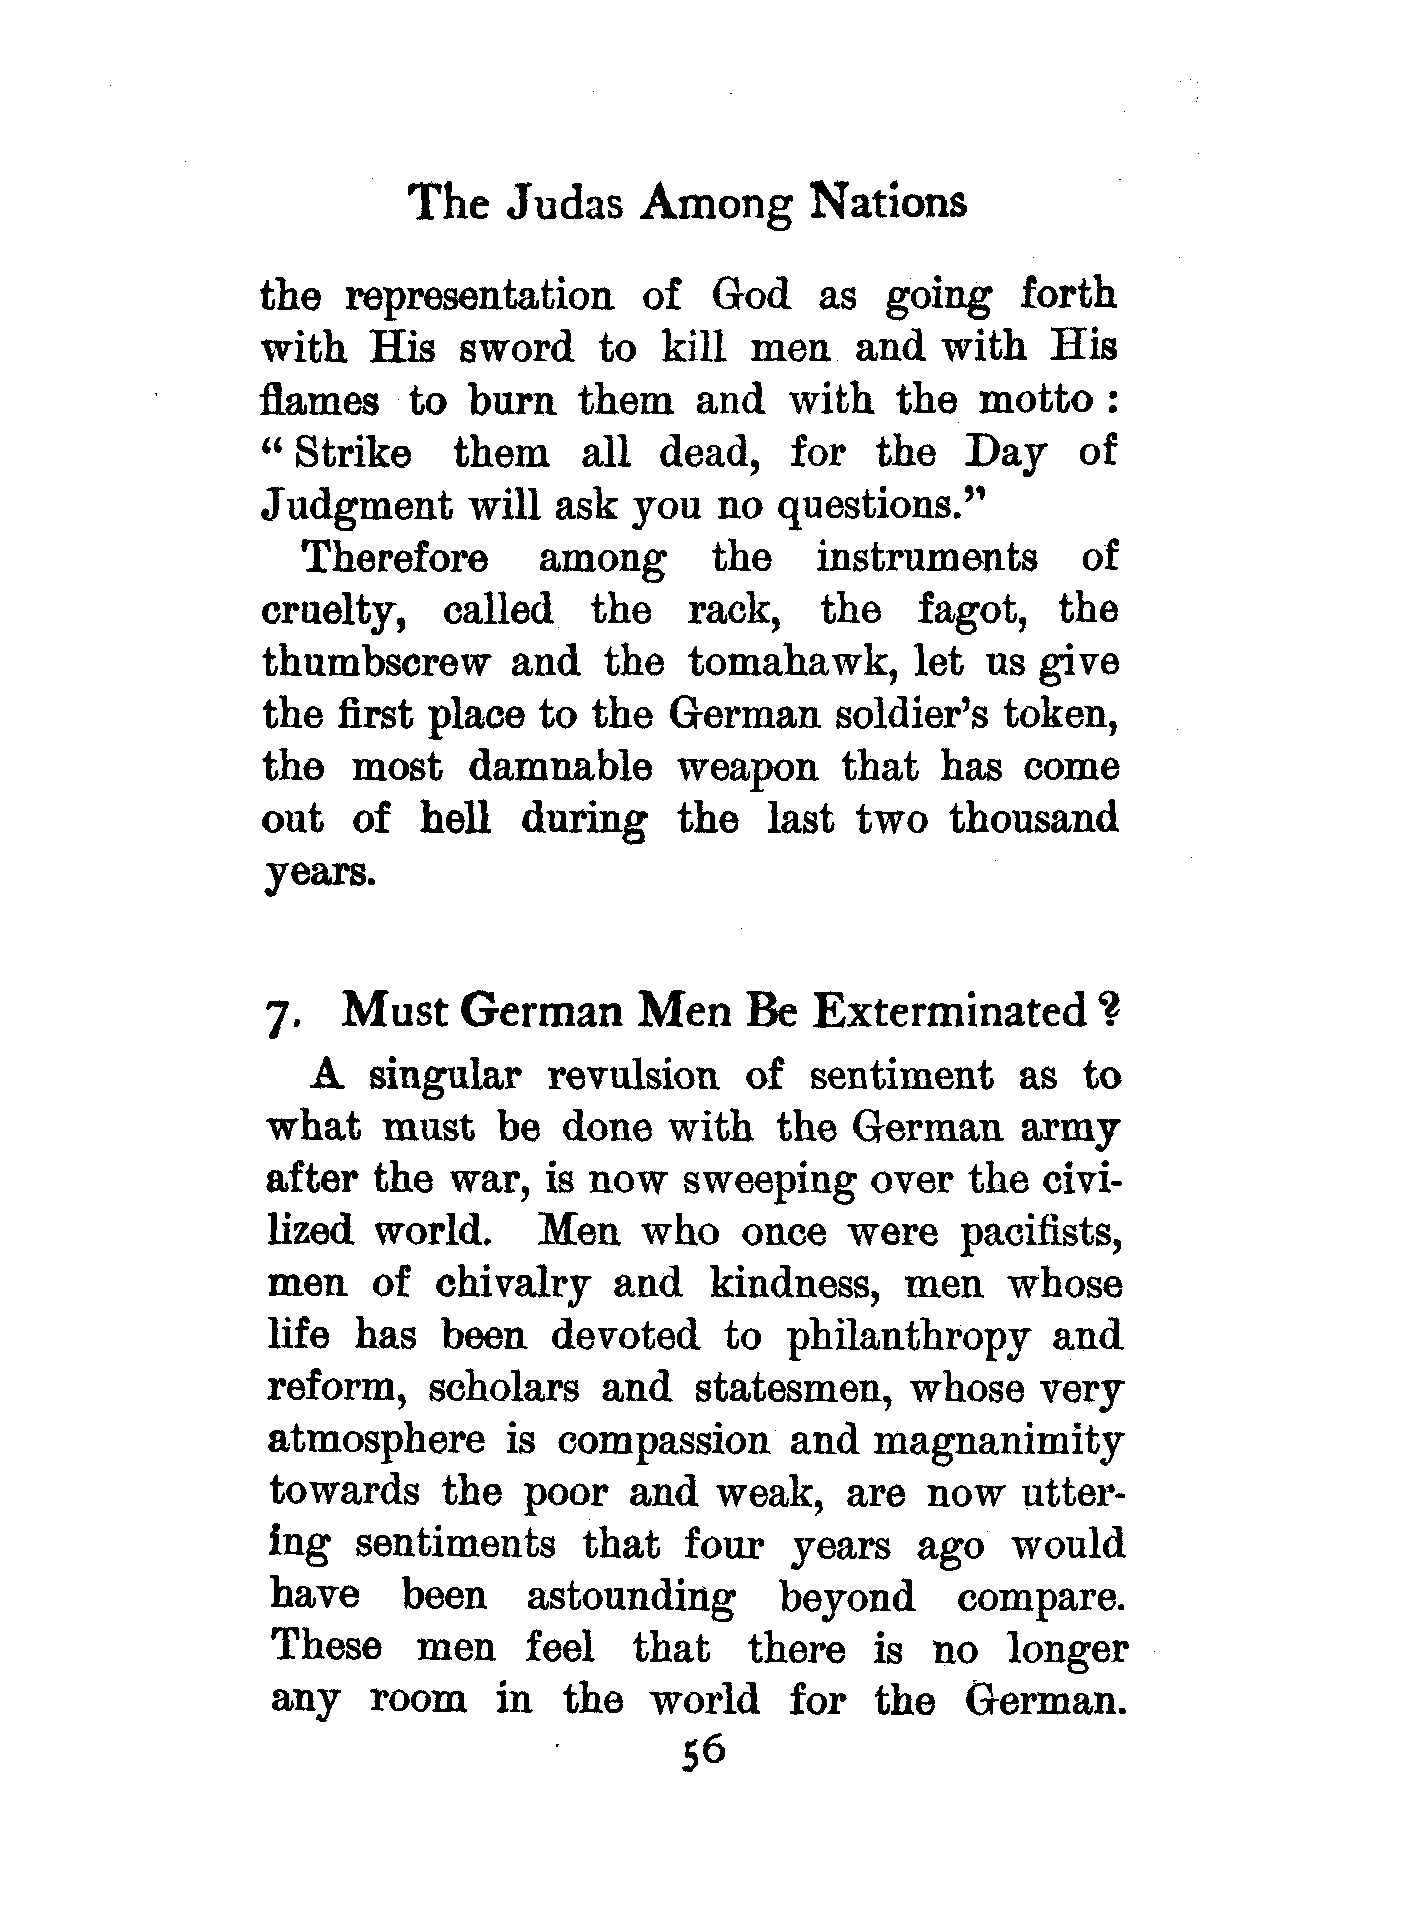 The Judas Among Nations
the representation of God as going forth
with His sword to kill men and with His
flames to burn them and with the motto :
“ Strike them all dead, for the Day of
Judgment will ask you no questions.”
Therefore among the instruments of
cruelty, called the rack, the fagot, the
thumbscrew and the tomahawk, let us give
the first place to the German soldier’s token,
the most damnable weapon that has come
out of hell during the last two thousand
years.
7. Must German Men Be Exterminated ?
A singular revulsion of sentiment as to
what must be done with the German army
after the war, is now sweeping over the civi-
lized world. Men who once were pacifists,
men of chivalry and kindness, men whose
life has been devoted to philanthropy and
reform, scholars and statesmen, whose very
atmosphere is compassion and magnanimity
towards the poor and weak, are now utter-
ing sentiments that four years ago would
have been astounding beyond compare.
These men feel that there is no longer
any room in the world for the German.
56